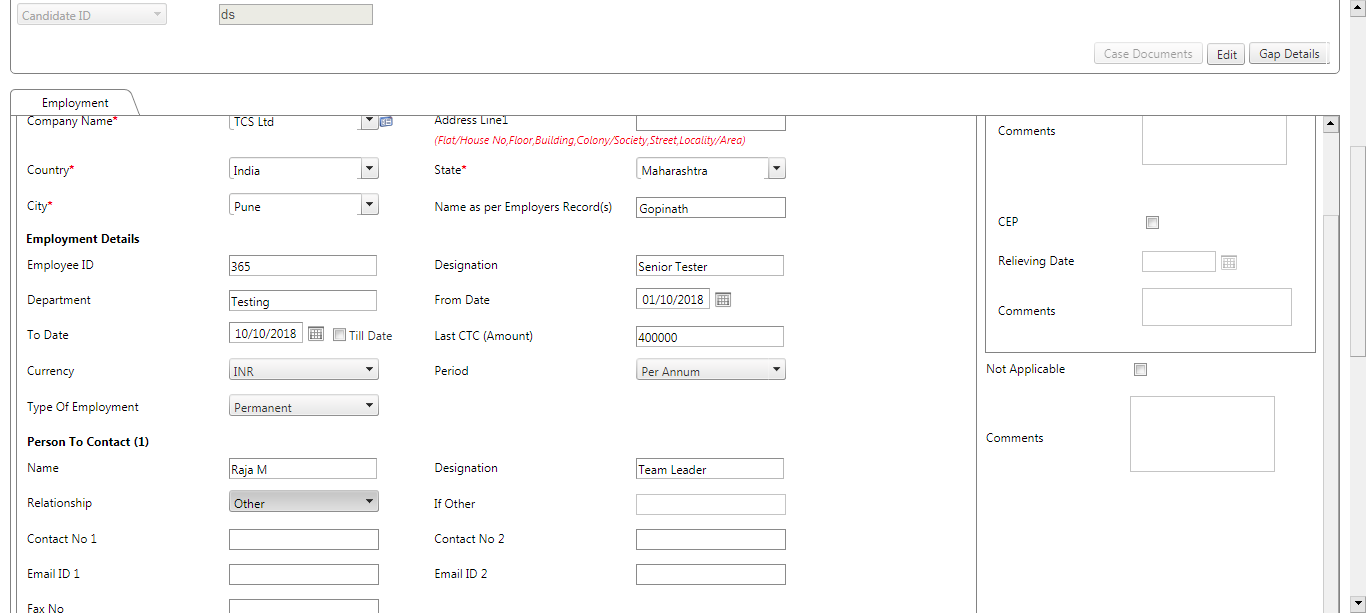 Candidate ID ds
Case Documents Edit Gap Details
Employment
Company Name* TCS Ltd Address Line1
(Flat/House No,Floor,Building,Colony/Society,Street,Locality/Area)
Comments
Country* India State* Maharashtra
City* Pune Name as per Employers Record(s) Gopinath
CEP
Employment Details
Employee ID 365 Designation Senior Tester
Relieving Date
Department Testing From Date 01/10/2018
Comments
To Date 10/10/2018 Till Date Last CTC (Amount) 400000
Currency INR Period Per Annum
Not Applicable
Type Of Employment Permanent
Comments
Person To Contact (1)
Name Raja M Designation Team Leader
Relationship Other If Other
Contact No 1 Contact No 2
Email ID 1 Email ID 2
Fax No